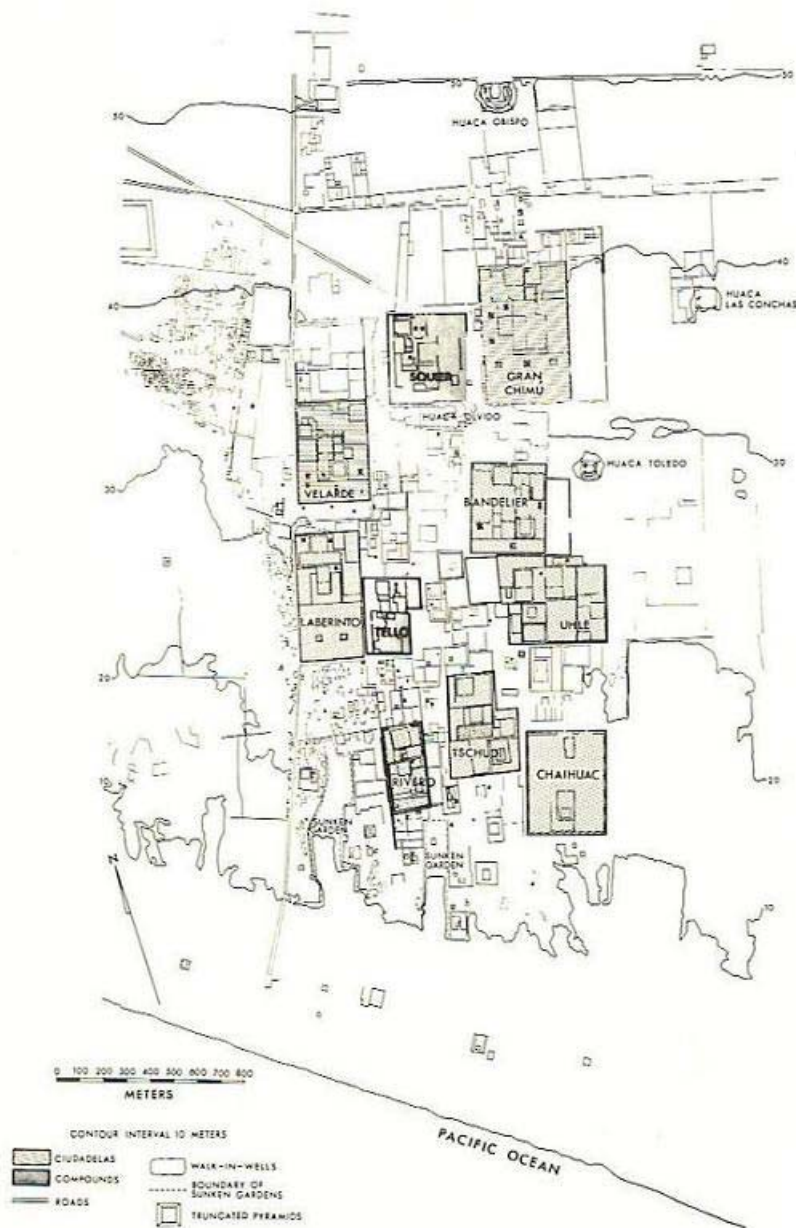 50
HUACA OBISPO
50
50
40
40
HUACA
LAS CONCHAS
SQUIER
GRAN
CHIMÚ
HUACA OLVIDO
VELARDE
HUACA TOLEDO
30
30
BANDELIER
LABERINTO
TELLO
UHLE
20
TSCHUDI
RIVERO
CHAIHUAC
20
10
SUNKEN
GARDEN
SUNKEN
GARDEN
N
10
0 100 200 300 400 500 600 700 800
METERS
PACIFIC OCEAN
CONTOUR INTERVAL 10 METERS
CIUDADELAS
COMPOUNDS
ROADS
WALK-IN-WELLS
BOUNDARY OF
SUNKEN GARDENS
TRUNCATED PYRAMIDS